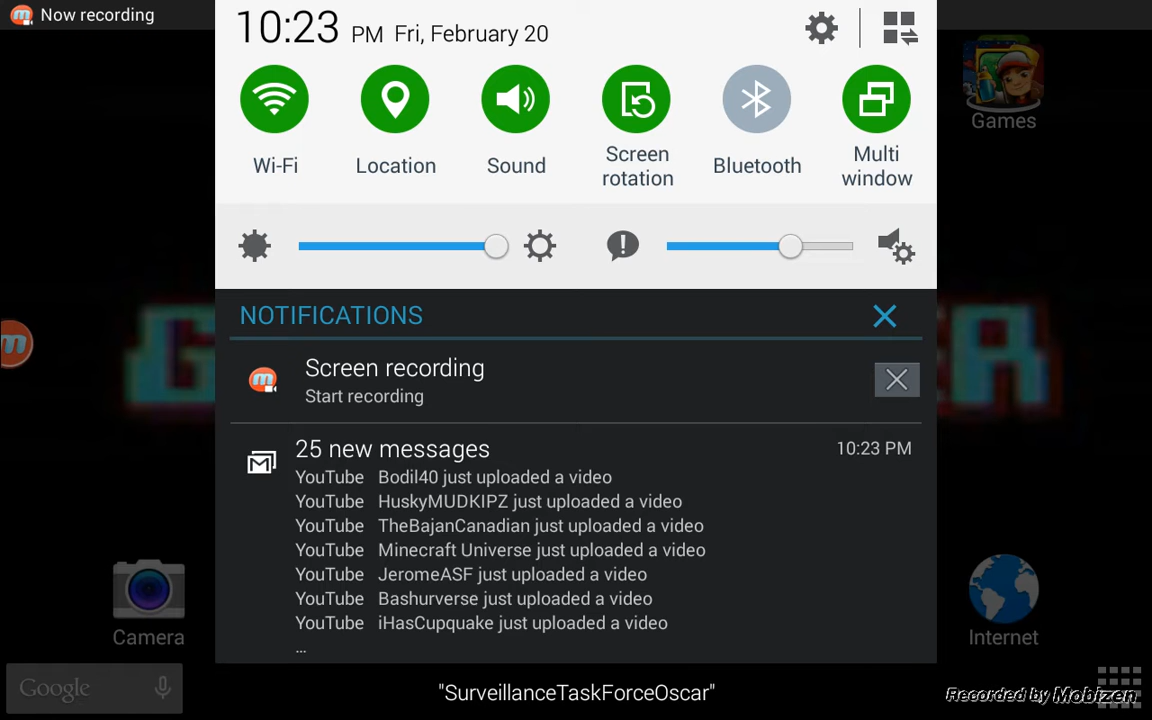 Now recording
10:23 PM Fri, February 20
Games
Wi-Fi
Location
Sound
Screen rotation
Bluetooth
Multi window
NOTIFICATIONS
Screen recording
Start recording
25 new messages 10:23 PM
YouTube Bodil40 just uploaded a video
YouTube HuskyMUDKIPZ just uploaded a video
YouTube TheBajanCanadian just uploaded a video
YouTube Minecraft Universe just uploaded a video
YouTube JeromeASF just uploaded a video
YouTube Bashurverse just uploaded a video
YouTube iHasCupquake just uploaded a video
...
Camera
Internet
Google
"SurveillanceTaskForceOscar"
Recorded by Mobizen